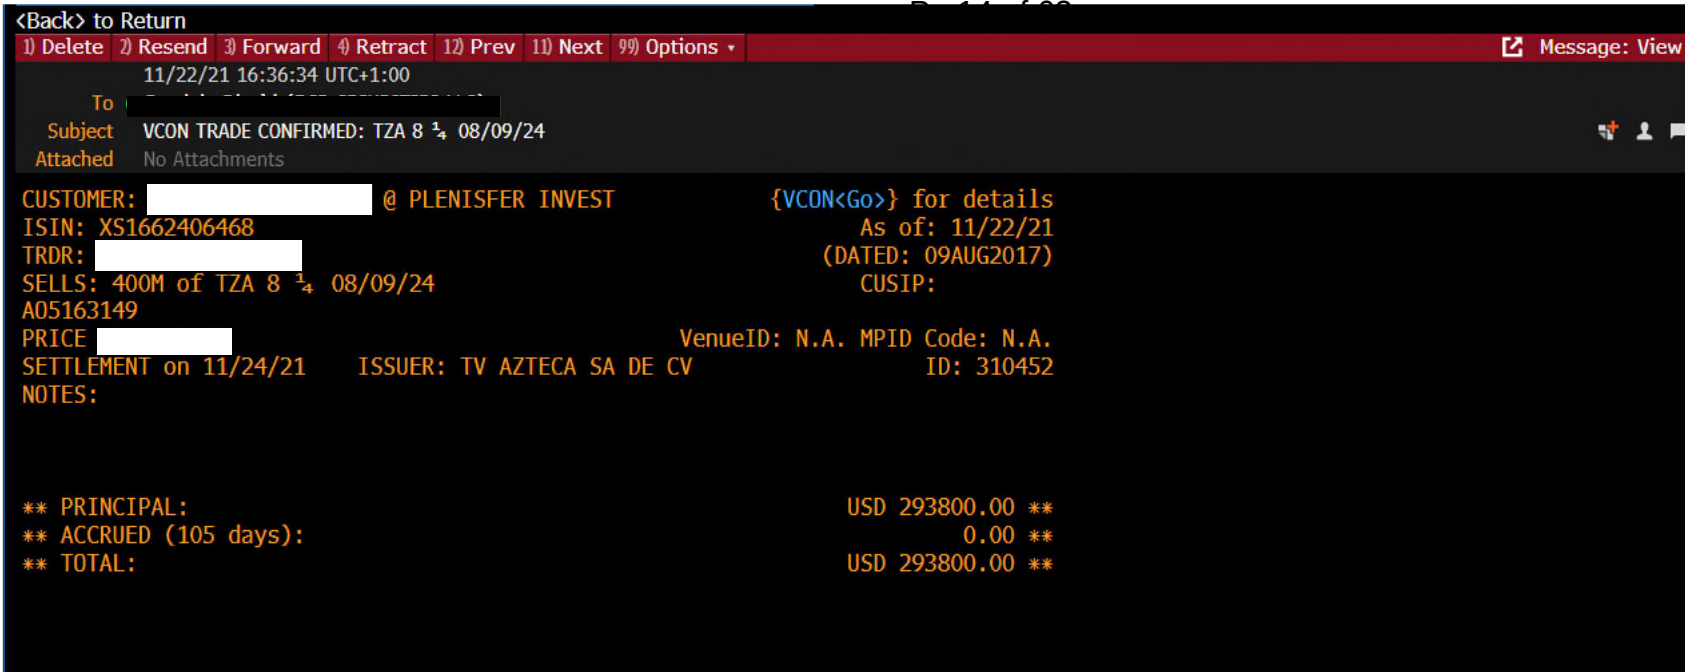 <Back> to Return
1) Delete 2) Resend 3) Forward 4) Retract 12) Prev 11) Next 99) Options Message: View
11/22/21 16:36:34 UTC+1:00
To
Subject VCON TRADE CONFIRMED: TZA 8 ¼ 08/09/24
Attached No Attachments
CUSTOMER: @ PLENISFER INVEST {VCON<Go>} for details
ISIN: XS1662406468 As of: 11/22/21
TRDR: (DATED: 09AUG2017)
SELLS: 400M of TZA 8 ¼ 08/09/24 CUSIP:
AO5163149
PRICE VenueID: N.A. MPID Code: N.A.
SETTLEMENT on 11/24/21 ISSUER: TV AZTECA SA DE CV ID: 310452
NOTES:
** PRINCIPAL: USD 293800.00 **
** ACCRUED (105 days): 0.00 **
** TOTAL: USD 293800.00 **